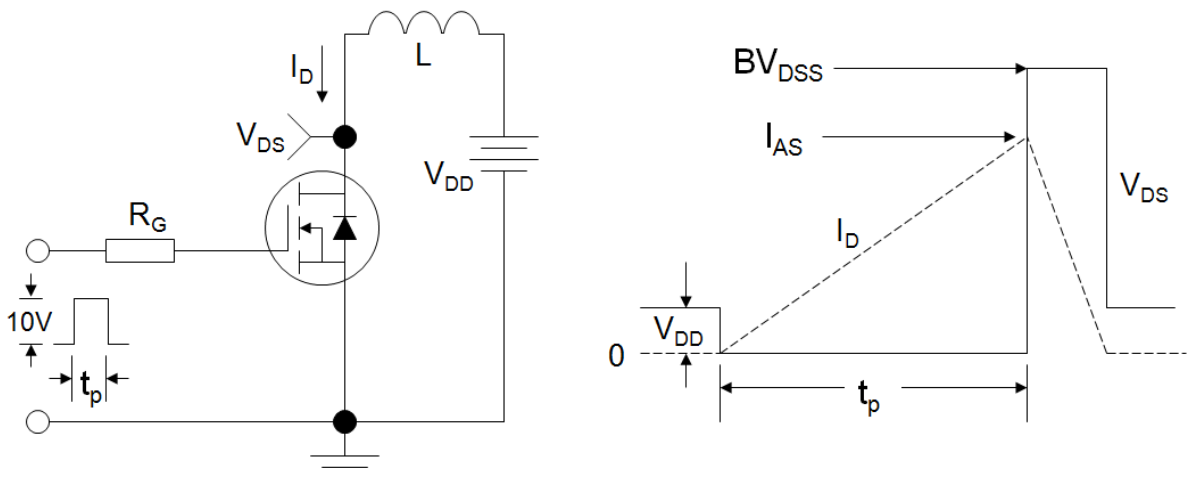 L
I_D
V_DS
V_DD
R_G
10V
t_p
BV_DSS
I_AS
V_DS
I_D
V_DD
0
t_p